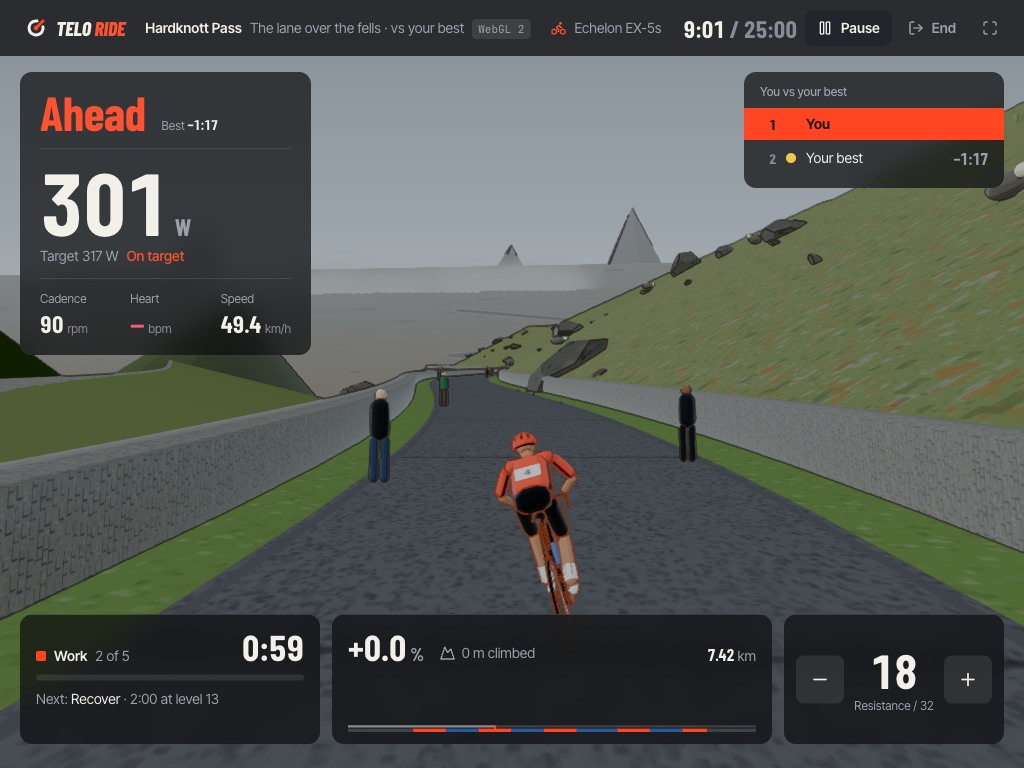 TELO RIDE
Hardknott Pass The lane over the fells · vs your best WebGL 2
Echelon EX-5s
9:01 / 25:00
Pause
End
Ahead Best −1:17
301 W
Target 317 W On target
Cadence Heart Speed
90 rpm – bpm 49.4 km/h
You vs your best
1 You
2 Your best −1:17
4
Work 2 of 5 0:59
Next: Recover · 2:00 at level 13
+0.0 % 0 m climbed 7.42 km
− 18 +
Resistance / 32